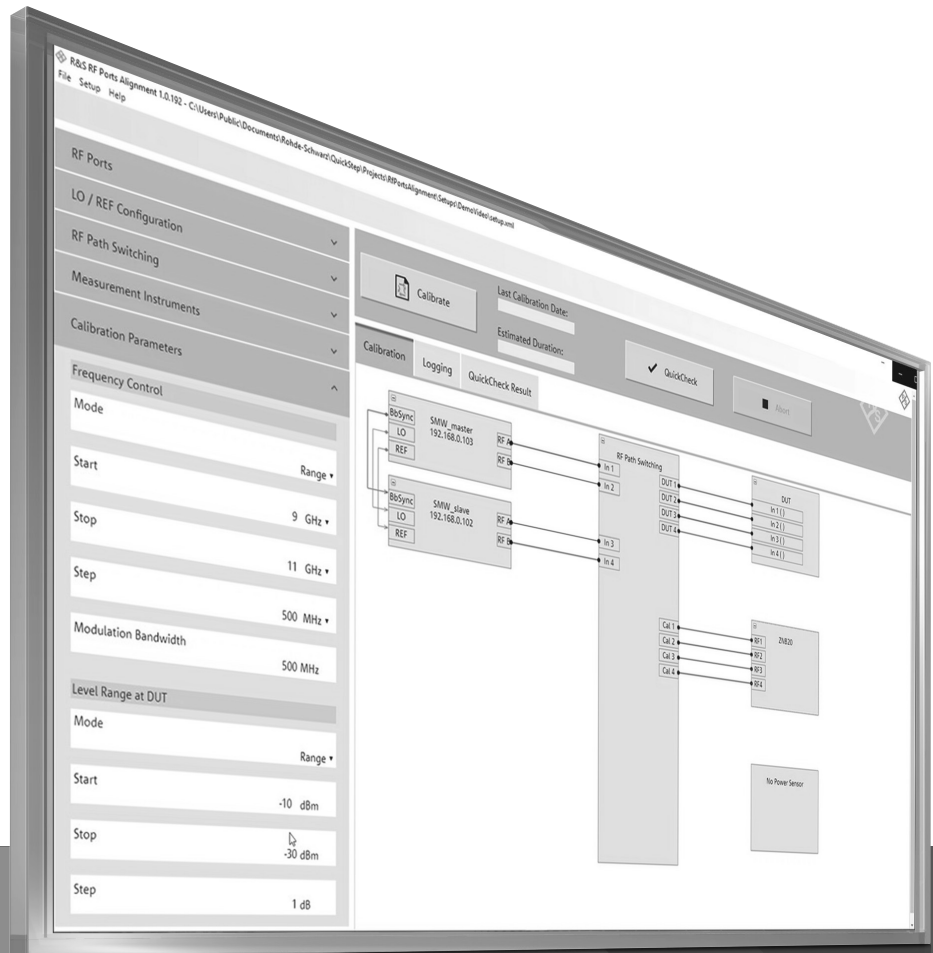 R&S RF Ports Alignment 1.0.192 - C:\Users\Public\Documents\Rohde-Schwarz\QuickStep\Projects\RfPortsAlignment\Setups\DemoVideo\setup.xml
File Setup Help
RF Ports
LO / REF Configuration
RF Path Switching
Measurement Instruments
Calibration Parameters
Frequency Control
Mode
Range
Start
9 GHz
Stop
11 GHz
Step
500 MHz
Modulation Bandwidth
500 MHz
Level Range at DUT
Mode
Range
Start
-10 dBm
Stop
-30 dBm
Step
1 dB
Calibrate
Last Calibration Date:
Estimated Duration:
QuickCheck
Abort
Calibration
Logging
QuickCheck Result
BbSync
LO
REF
SMW_master
192.168.0.103
RF A
RF B
BbSync
LO
REF
SMW_slave
192.168.0.102
RF A
RF B
RF Path Switching
In 1
In 2
In 3
In 4
DUT 1
DUT 2
DUT 3
DUT 4
Cal 1
Cal 2
Cal 3
Cal 4
DUT
In 1 ( )
In 2 ( )
In 3 ( )
In 4 ( )
ZNB20
RF1
RF2
RF3
RF4
No Power Sensor